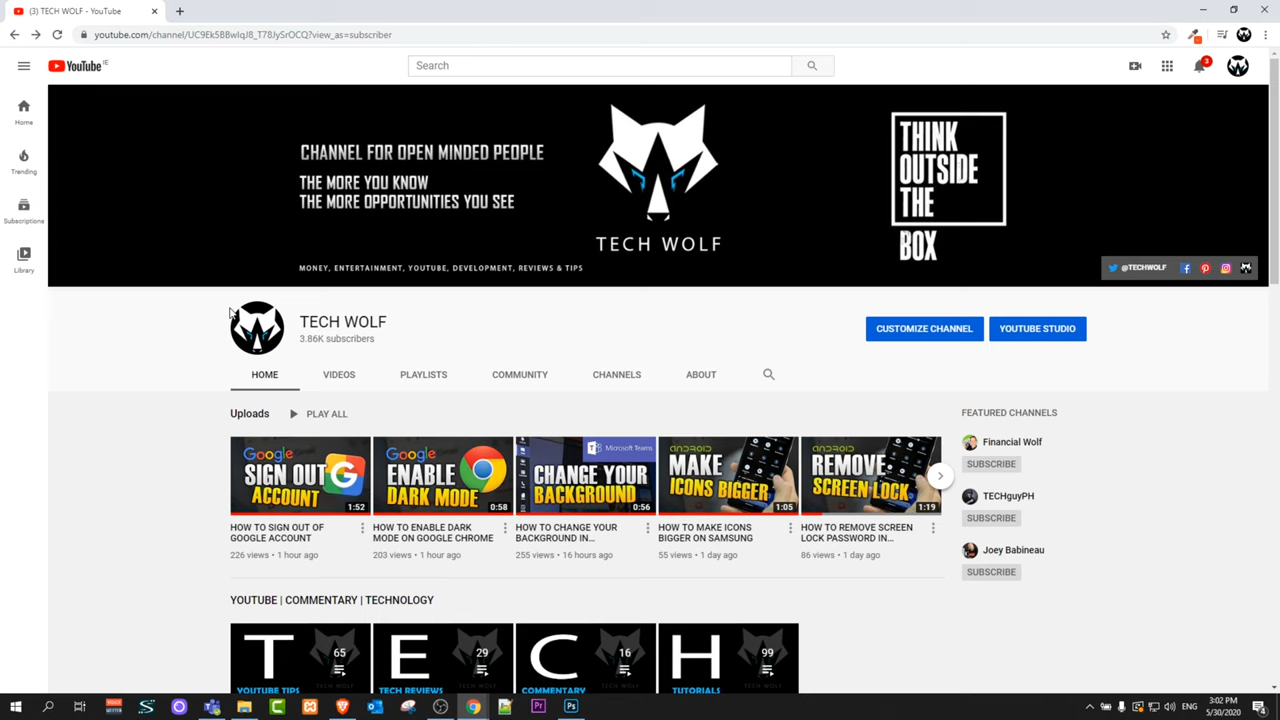 (3) TECH WOLF - YouTube
youtube.com/channel/UC9Ek5BBwIqJ8_T78JySrOCQ?view_as=subscriber
YouTube IE
Search
3
Home
Trending
Subscriptions
Library
CHANNEL FOR OPEN MINDED PEOPLE
THE MORE YOU KNOW
THE MORE OPPORTUNITIES YOU SEE
MONEY, ENTERTAINMENT, YOUTUBE, DEVELOPMENT, REVIEWS & TIPS
TECH WOLF
THINK
OUTSIDE
THE
BOX
@TECHWOLF
TECH WOLF
3.86K subscribers
CUSTOMIZE CHANNEL
YOUTUBE STUDIO
HOME VIDEOS PLAYLISTS COMMUNITY CHANNELS ABOUT
Uploads PLAY ALL
Google
SIGN OUT
ACCOUNT
1:52
HOW TO SIGN OUT OF
GOOGLE ACCOUNT
226 views • 1 hour ago
Google
ENABLE
DARK MODE
0:58
HOW TO ENABLE DARK
MODE ON GOOGLE CHROME
203 views • 1 hour ago
Microsoft Teams
CHANGE YOUR
BACKGROUND
0:56
HOW TO CHANGE YOUR
BACKGROUND IN...
255 views • 16 hours ago
ANDROID
MAKE
ICONS BIGGER
1:05
HOW TO MAKE ICONS
BIGGER ON SAMSUNG
55 views • 1 day ago
ANDROID
REMOVE
SCREEN LOCK
1:19
HOW TO REMOVE SCREEN
LOCK PASSWORD IN...
86 views • 1 day ago
FEATURED CHANNELS
Financial Wolf
SUBSCRIBE
TECHguyPH
SUBSCRIBE
Joey Babineau
SUBSCRIBE
YOUTUBE | COMMENTARY | TECHNOLOGY
T
65
YOUTUBE TIPS
E
29
TECH REVIEWS
C
16
COMMENTARY
H
99
TUTORIALS
3:02 PM
5/30/2020
4